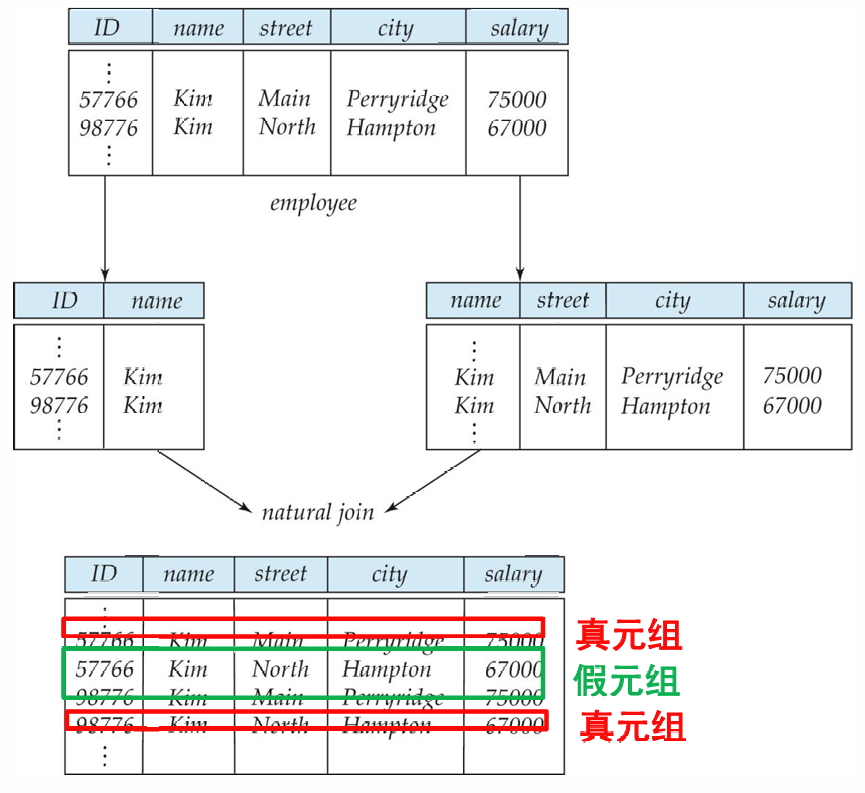 ID name street city salary
⋮
57766 Kim Main Perryridge 75000
98776 Kim North Hampton 67000
⋮
employee
ID name
⋮
57766 Kim
98776 Kim
⋮
name street city salary
⋮
Kim Main Perryridge 75000
Kim North Hampton 67000
⋮
natural join
ID name street city salary
⋮
57766 Kim Main Perryridge 75000 真元组
57766 Kim North Hampton 67000 假元组
98776 Kim Main Perryridge 75000
98776 Kim North Hampton 67000 真元组
⋮